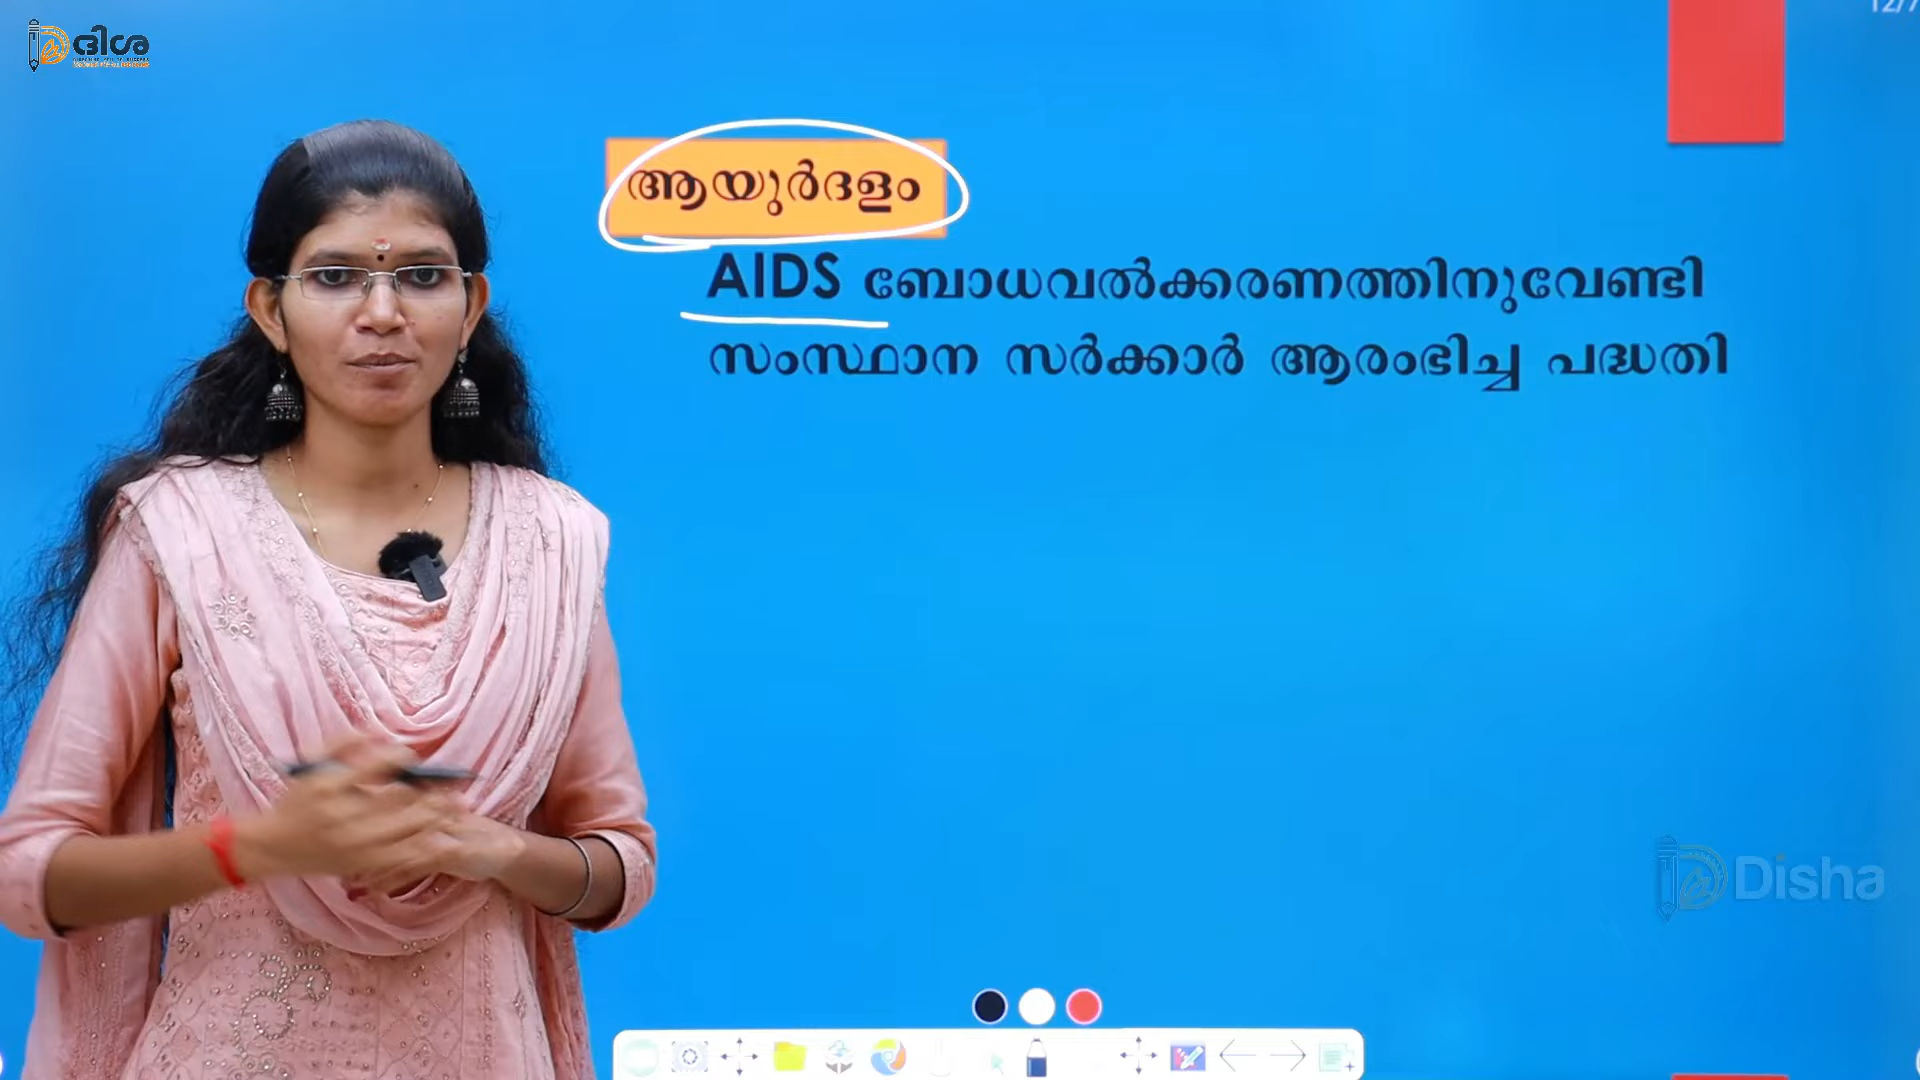 ദിശ
ആയുർദളം
AIDS ബോധവൽക്കരണത്തിനുവേണ്ടി
സംസ്ഥാന സർക്കാർ ആരംഭിച്ച പദ്ധതി
Disha